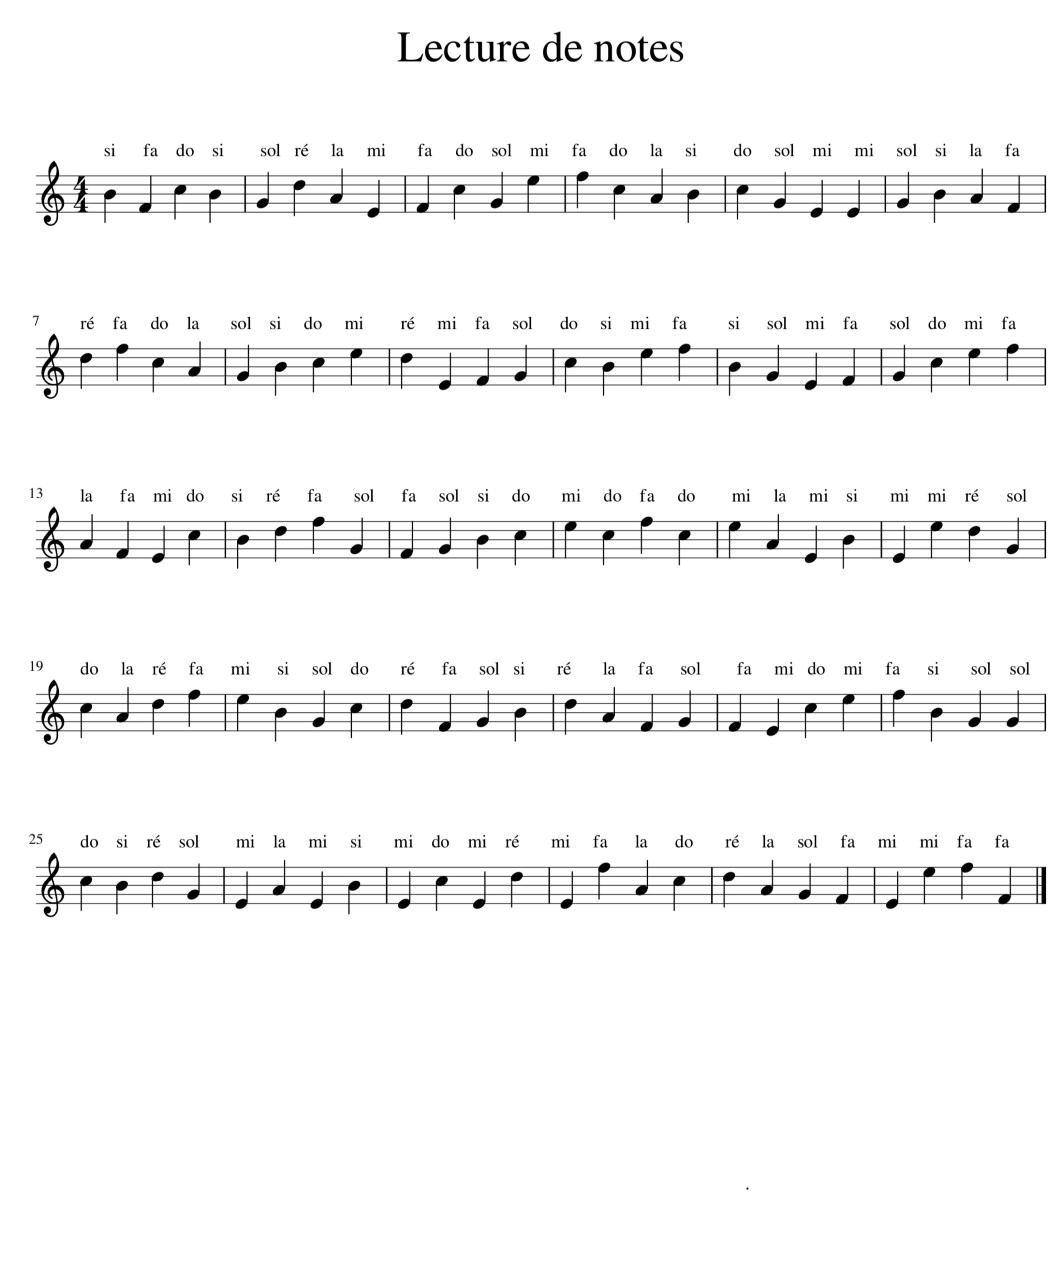 Lecture de notes
si fa do si sol ré la mi fa do sol mi fa do la si do sol mi mi sol si la fa
4
4
7
ré fa do la sol si do mi ré mi fa sol do si mi fa si sol mi fa sol do mi fa
13
la fa mi do si ré fa sol fa sol si do mi do fa do mi la mi si mi mi ré sol
19
do la ré fa mi si sol do ré fa sol si ré la fa sol fa mi do mi fa si sol sol
25
do si ré sol mi la mi si mi do mi ré mi fa la do ré la sol fa mi mi fa fa
.